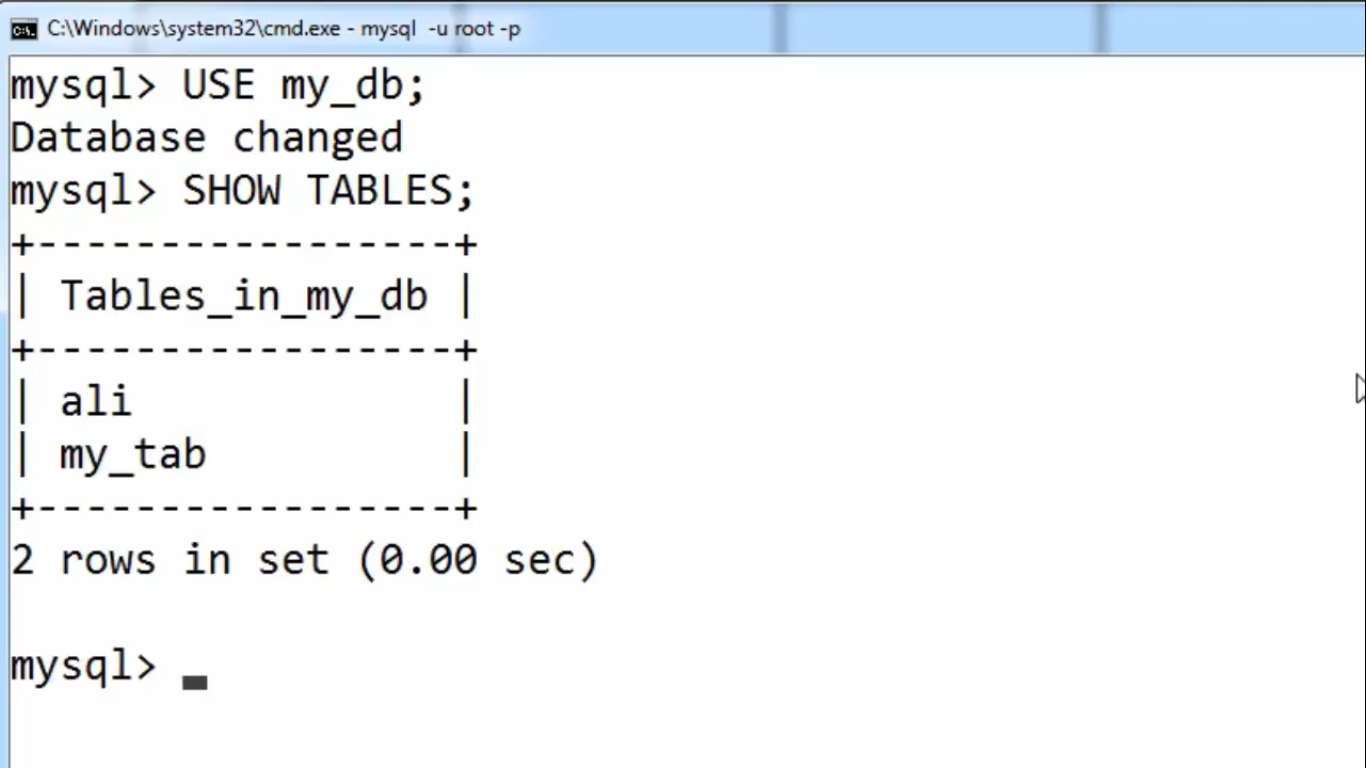 C:\Windows\system32\cmd.exe - mysql  -u root -p
mysql> USE my_db;
Database changed
mysql> SHOW TABLES;
+-----------------+
| Tables_in_my_db |
+-----------------+
| ali             |
| my_tab          |
+-----------------+
2 rows in set (0.00 sec)
mysql>